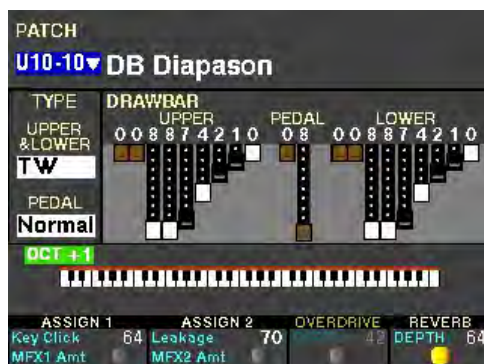 PATCH
U10-10▼ DB Diapason
TYPE DRAWBAR
UPPER PEDAL LOWER
UPPER & LOWER 0 0 8 8 7 4 2 1 0 0 8 0 0 8 8 7 4 2 1 0
TW
PEDAL
Normal
OCT +1
ASSIGN 1 ASSIGN 2 OVERDRIVE REVERB
Key Click 64 Leakage 70 42 DEPTH 64
MFX1 Amt MFX2 Amt